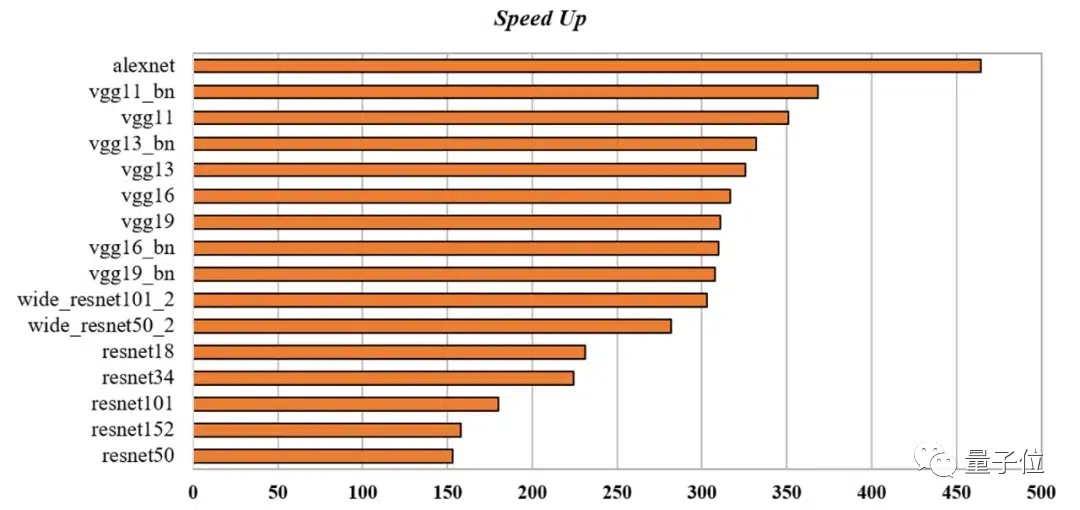 Speed Up
alexnet
vgg11_bn
vgg11
vgg13_bn
vgg13
vgg16
vgg19
vgg16_bn
vgg19_bn
wide_resnet101_2
wide_resnet50_2
resnet18
resnet34
resnet101
resnet152
resnet50
0 50 100 150 200 250 300 350 400 450 500
量子位